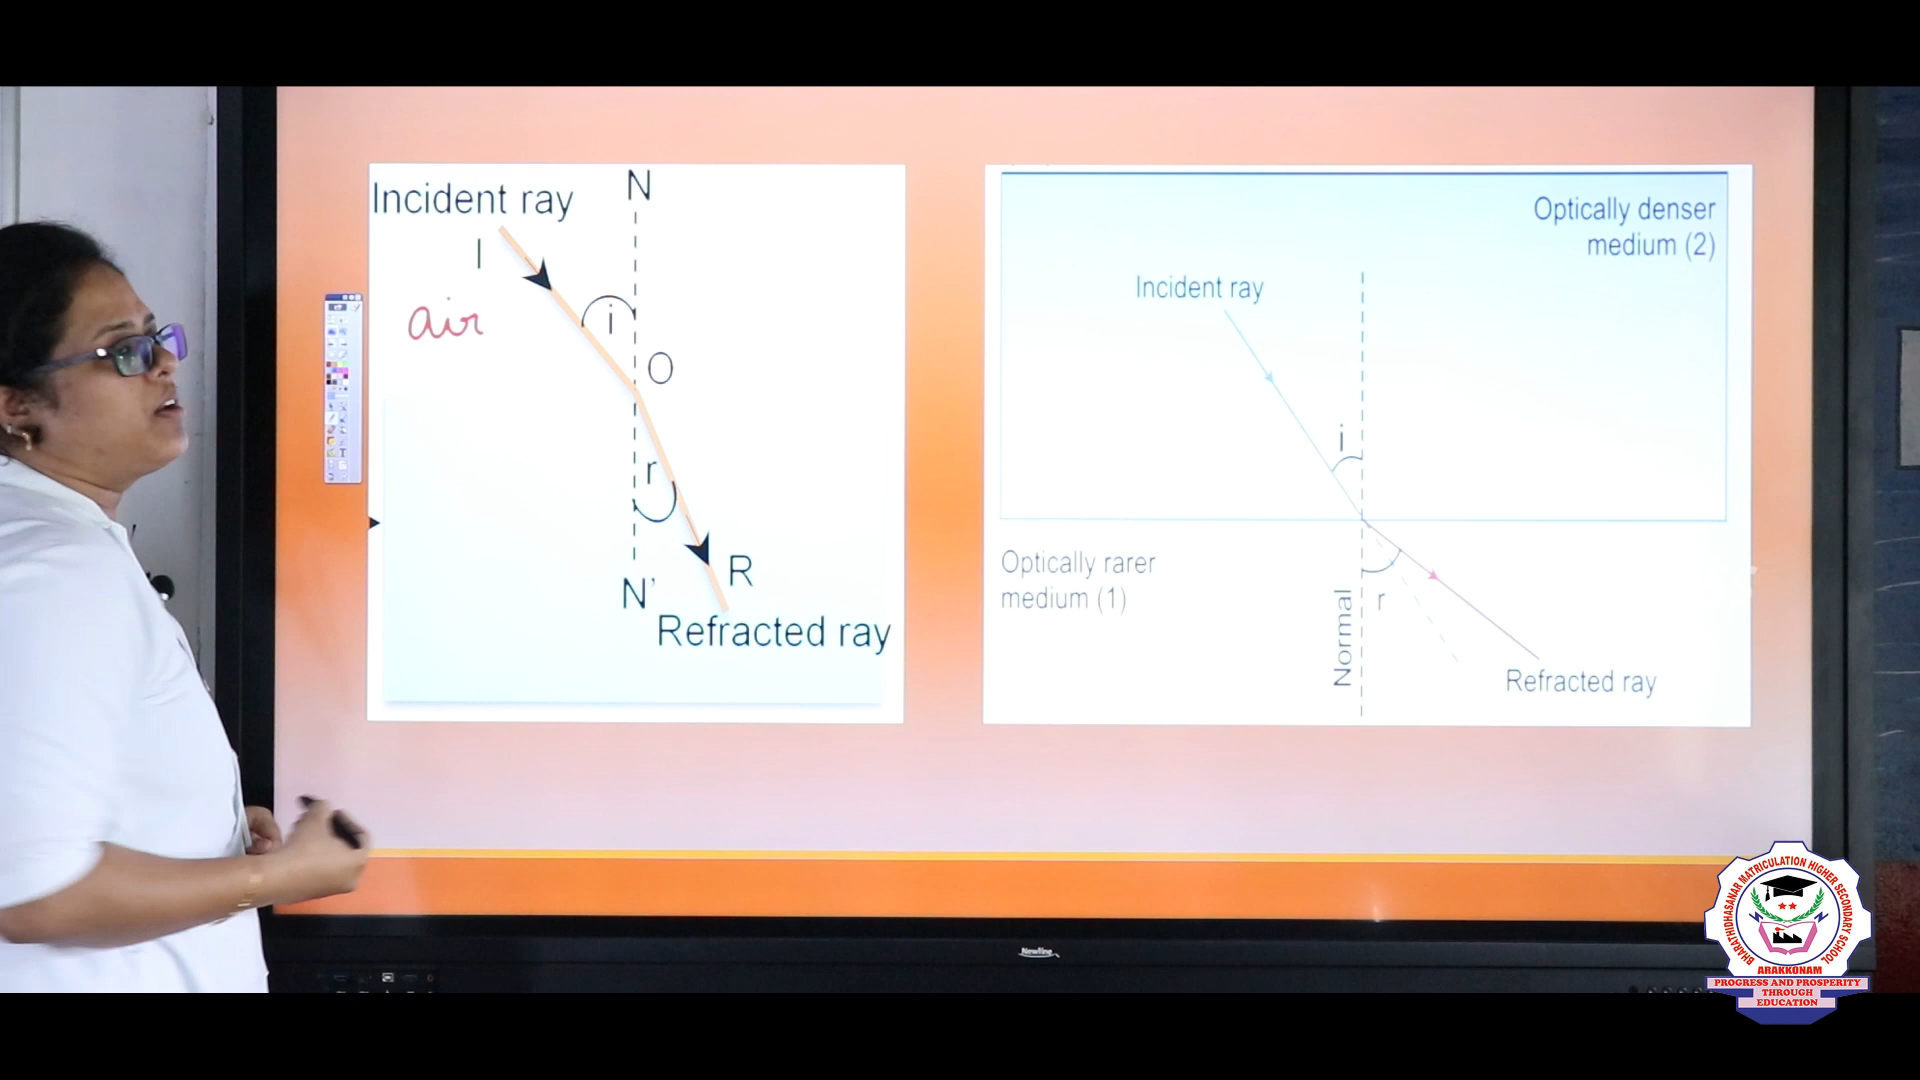 Incident ray
N
I
air
i
O
r
R
N'
Refracted ray
Optically denser
medium (2)
Incident ray
i
Optically rarer
medium (1)
Normal
r
Refracted ray
Newline
BHARATHIDHASANAR MATRICULATION HIGHER SECONDARY SCHOOL
ARAKKONAM
PROGRESS AND PROSPERITY
THROUGH
EDUCATION